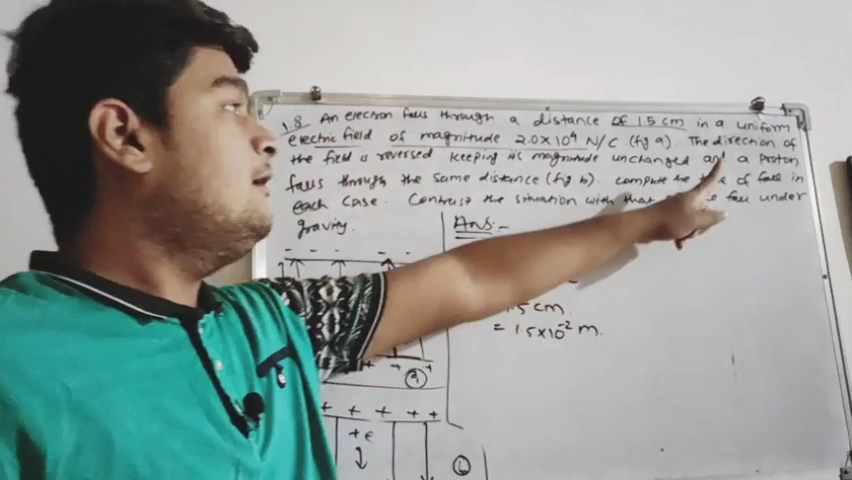 1.8 An electron falls through a distance of 1.5 cm in a uniform
electric field of magnitude 2.0×10⁴ N/C (fig a). The direction of
the field is reversed keeping its magnitude unchanged and a Proton
falls through the same distance (fig b). Compute the of fall in
each case. Contrast the situation with that fall under
gravity.
Ans:-
- - - -
.5 cm.
= 1.5×10⁻² m.
+ +
(a)
+ + + + +
+e
(b)